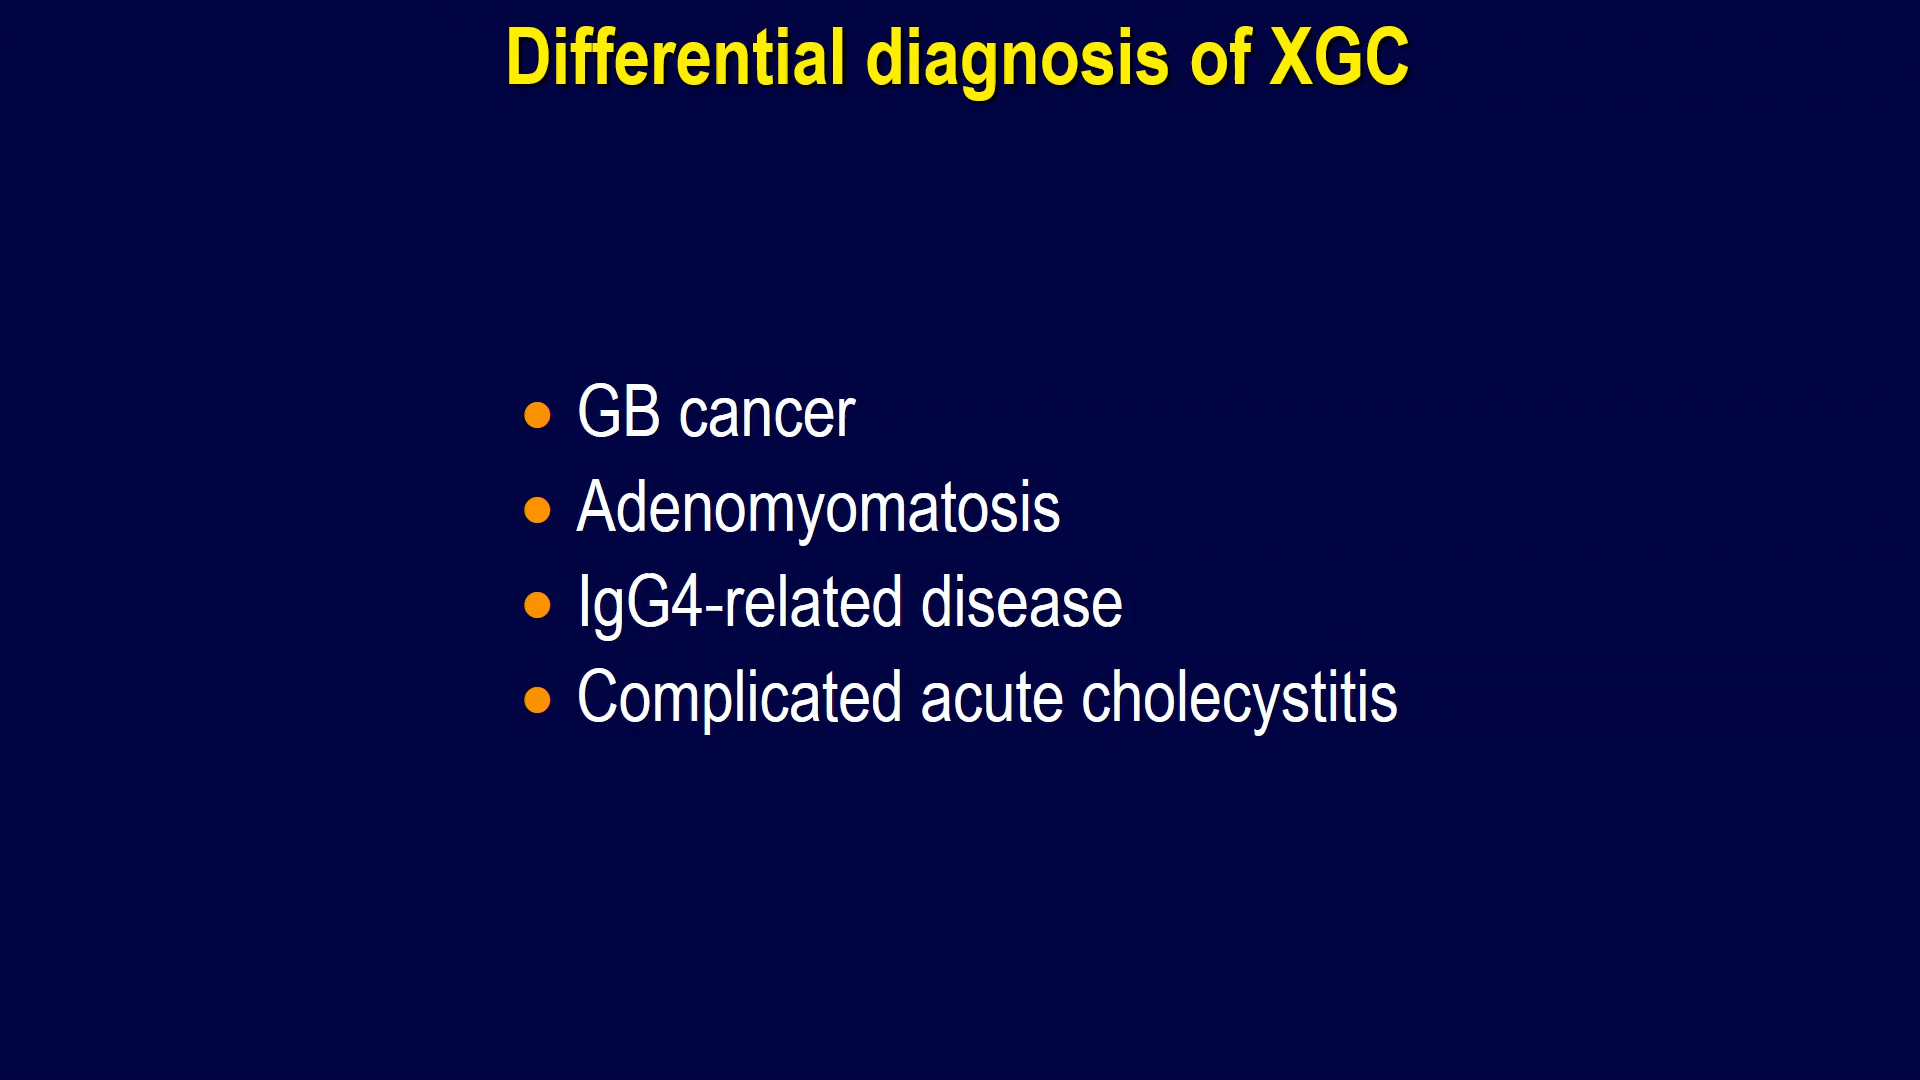 Differential diagnosis of XGC
• GB cancer
• Adenomyomatosis
• IgG4-related disease
• Complicated acute cholecystitis